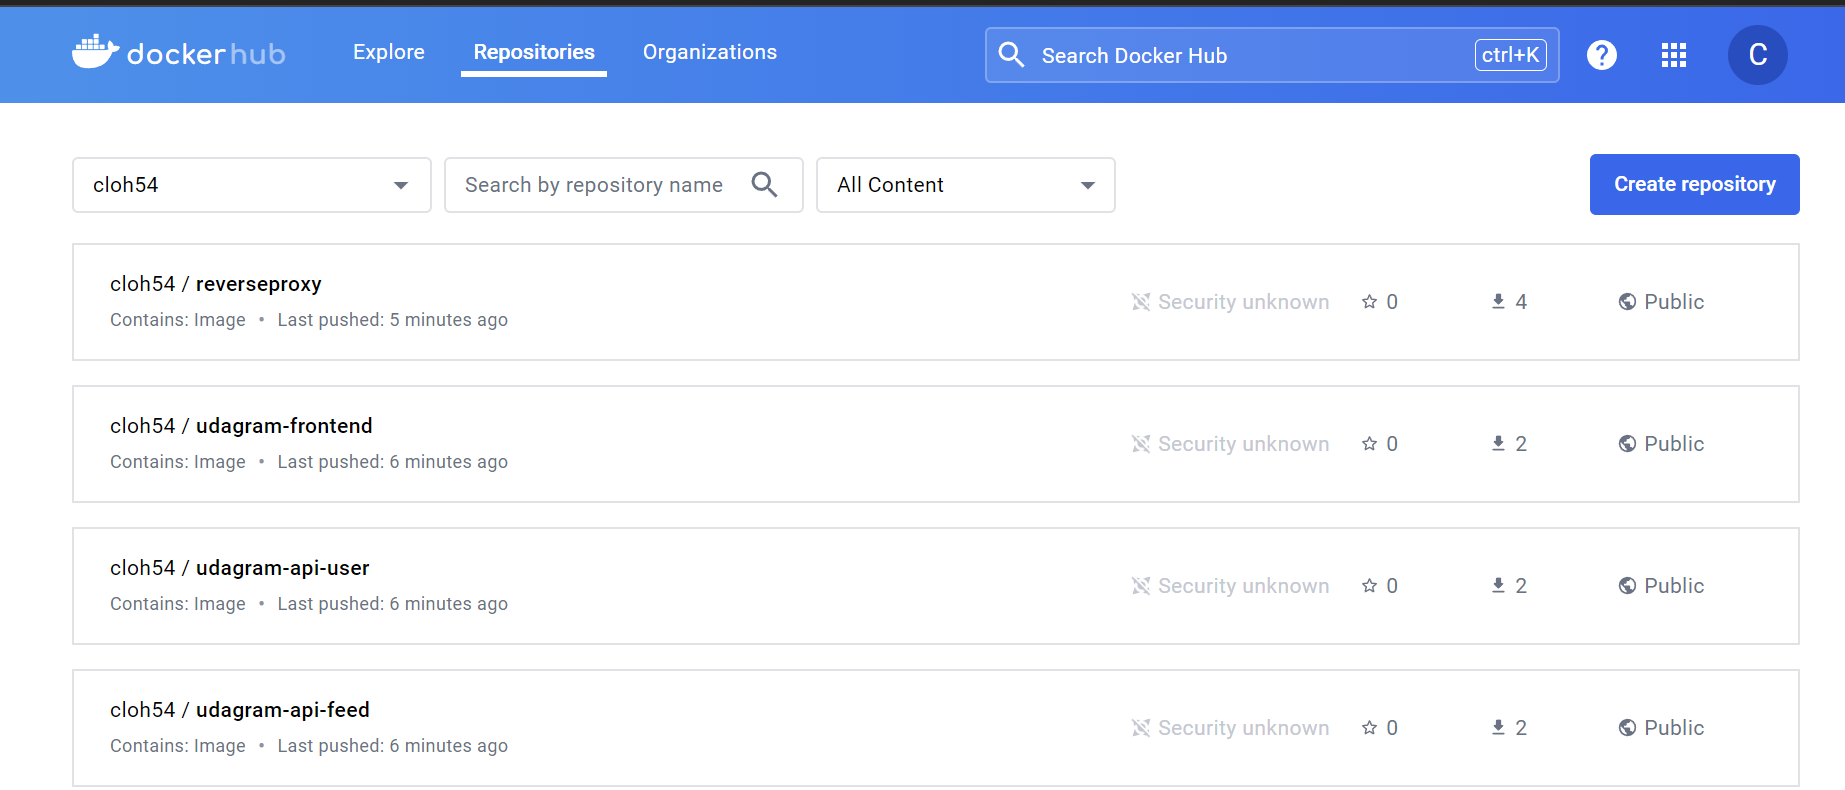 dockerhub Explore Repositories Organizations Search Docker Hub ctrl+K ? C
cloh54 Search by repository name All Content Create repository
cloh54 / reverseproxy
Contains: Image • Last pushed: 5 minutes ago
Security unknown 0 4 Public
cloh54 / udagram-frontend
Contains: Image • Last pushed: 6 minutes ago
Security unknown 0 2 Public
cloh54 / udagram-api-user
Contains: Image • Last pushed: 6 minutes ago
Security unknown 0 2 Public
cloh54 / udagram-api-feed
Contains: Image • Last pushed: 6 minutes ago
Security unknown 0 2 Public